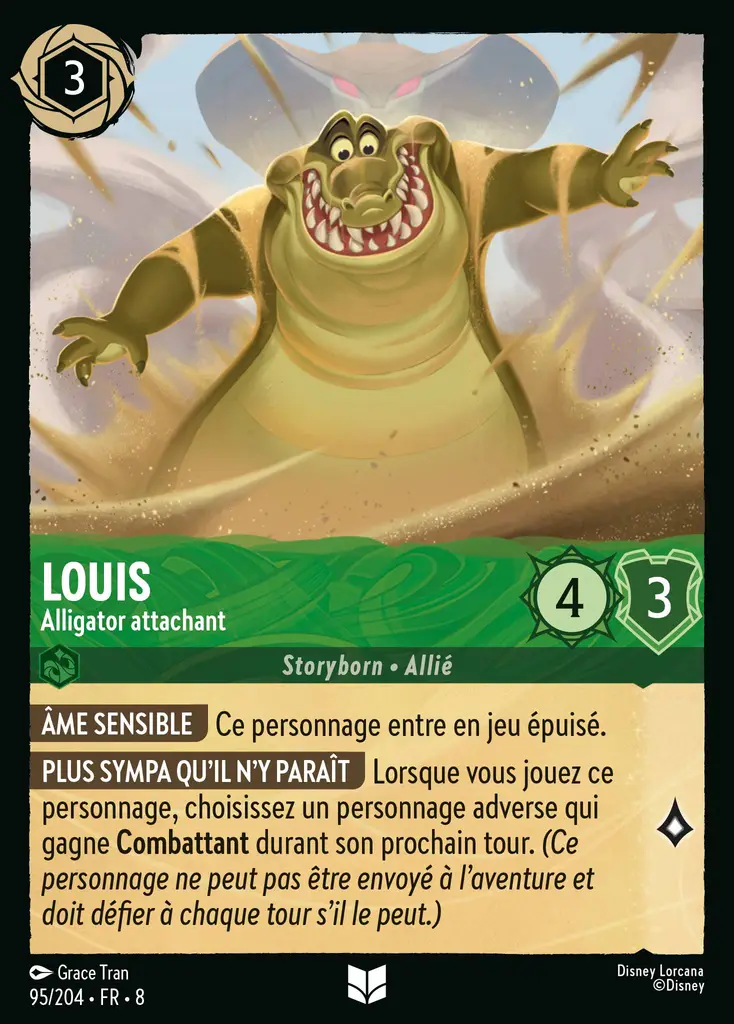 3
LOUIS
Alligator attachant
4
3
Storyborn • Allié
ÂME SENSIBLE Ce personnage entre en jeu épuisé.
PLUS SYMPA QU'IL N'Y PARAÎT Lorsque vous jouez ce
personnage, choisissez un personnage adverse qui
gagne Combattant durant son prochain tour. (Ce
personnage ne peut pas être envoyé à l'aventure et
doit défier à chaque tour s'il le peut.)
Grace Tran
95/204 • FR • 8
Disney Lorcana
©Disney